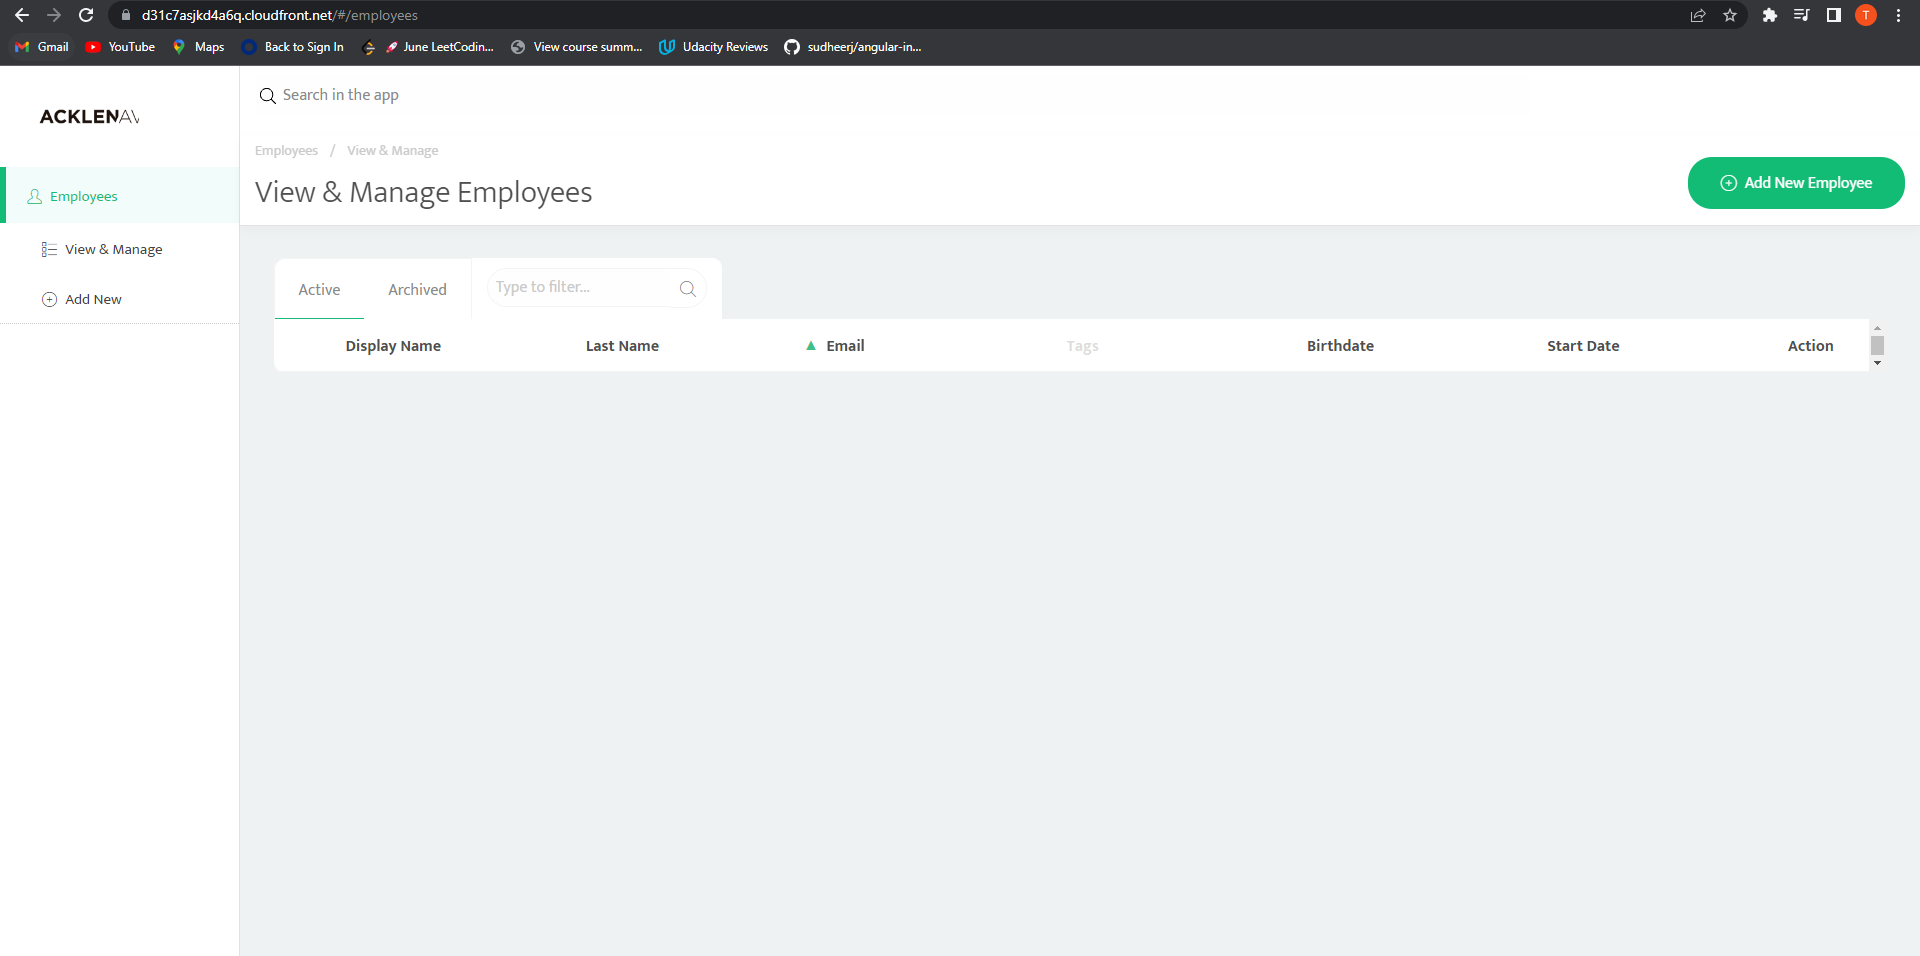 d31c7asjkd4a6q.cloudfront.net/#/employees
T
Gmail YouTube Maps Back to Sign In June LeetCodin... View course summ... Udacity Reviews sudheerj/angular-in...
Search in the app
ACKLENAV
Employees / View & Manage
View & Manage Employees
Add New Employee
Employees
View & Manage
Add New
Active Archived Type to filter...
Display Name Last Name Email Tags Birthdate Start Date Action